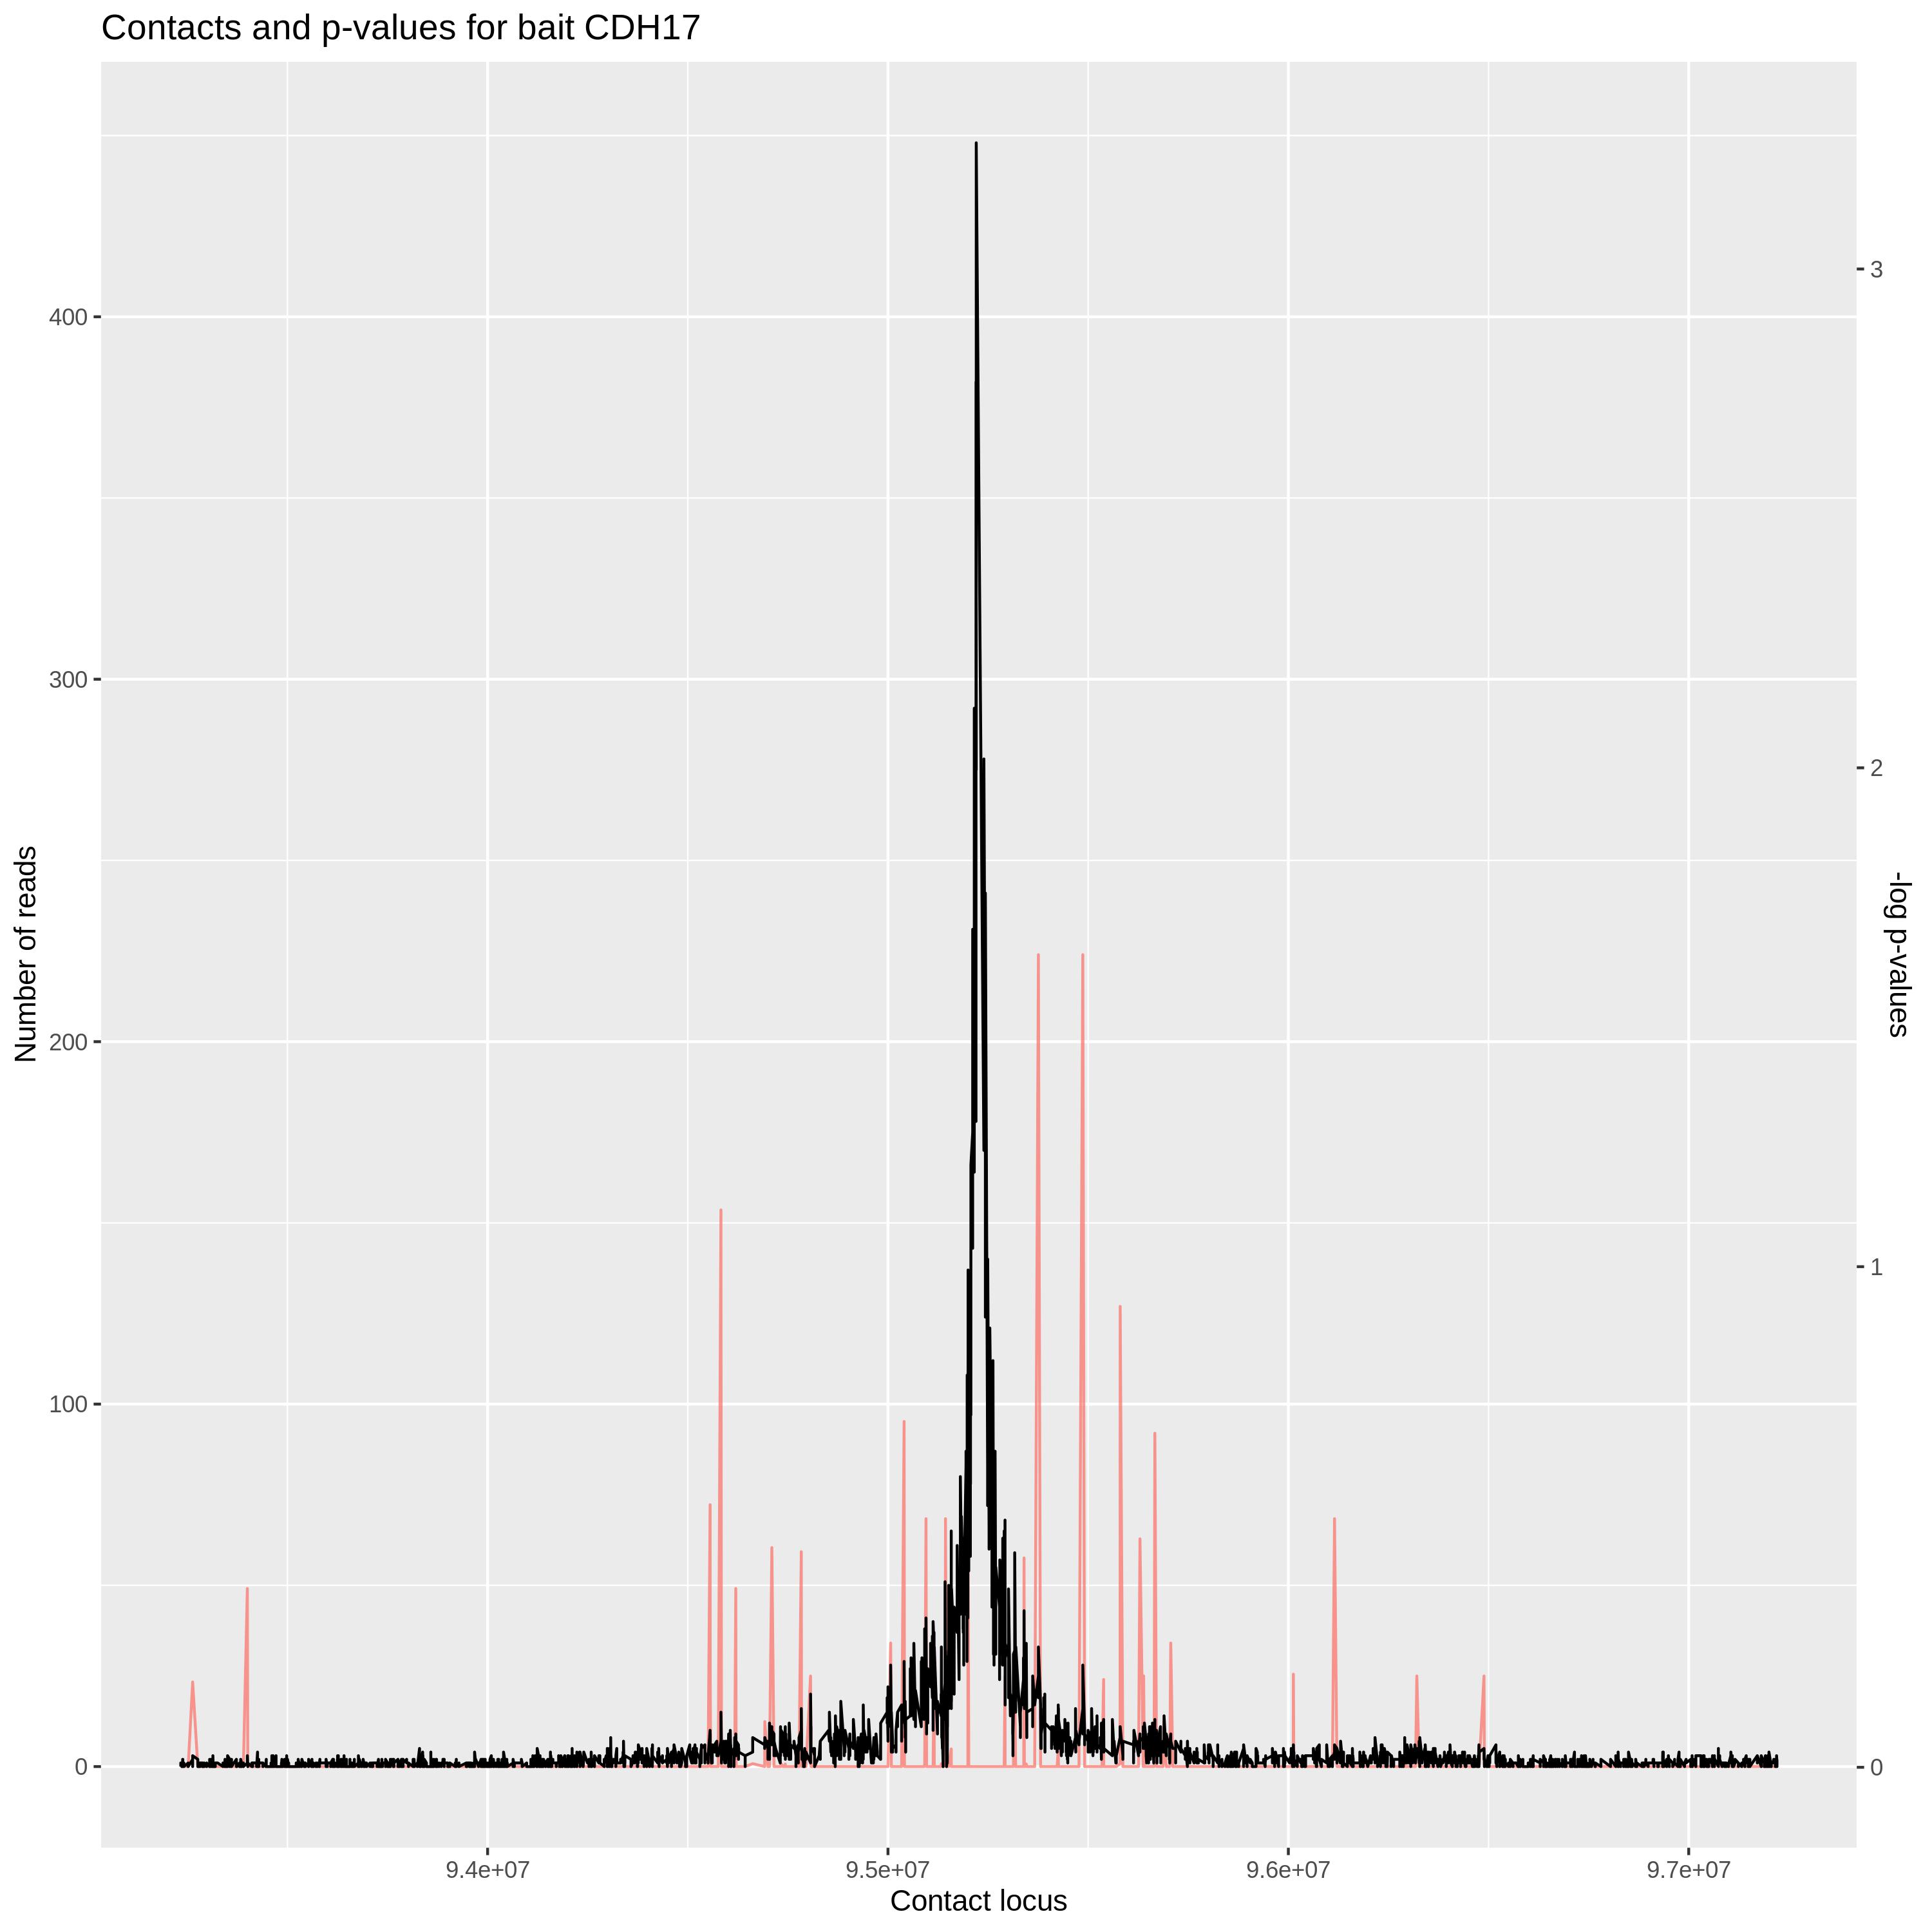 Contacts and p-values for bait CDH17
Number of reads
400
300
200
100
0
3
2
1
0
-log p-values
9.4e+07 9.5e+07 9.6e+07 9.7e+07
Contact locus